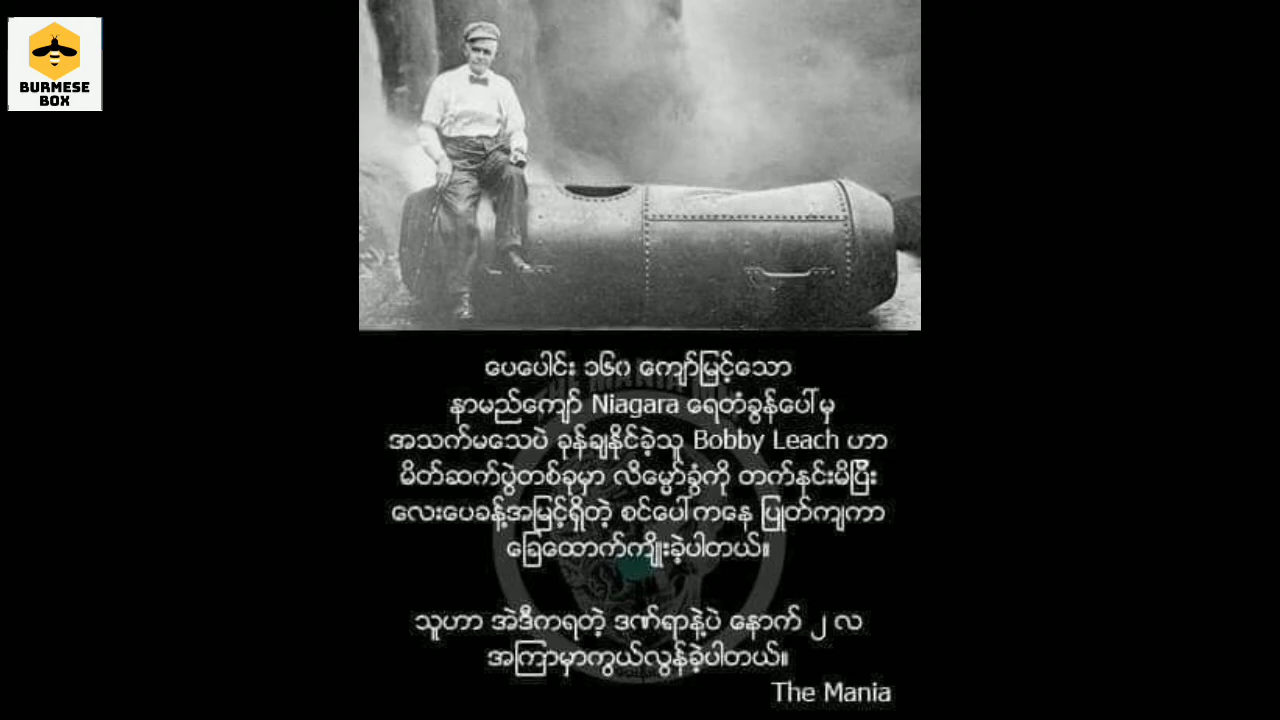 BURMESE
BOX
ပေပေါင်း ၁၆၀ ကျော်မြင့်သော
နာမည်ကျော် Niagara ရေတံခွန်ပေါ်မှ
အသက်မသေပဲ ခုန်ချနိုင်ခဲ့သူ Bobby Leach ဟာ
မိတ်ဆက်ပွဲတစ်ခုမှာ လိမ္မော်ခွံကို တက်နင်းမိပြီး
လေးပေခန့်အမြင့်ရှိတဲ့ စင်ပေါ်ကနေ ပြုတ်ကျကာ
ခြေထောက်ကျိုးခဲ့ပါတယ်။
သူဟာ အဲဒီကရတဲ့ ဒဏ်ရာနဲ့ပဲ နောက် ၂ လ
အကြာမှာကွယ်လွန်ခဲ့ပါတယ်။
The Mania